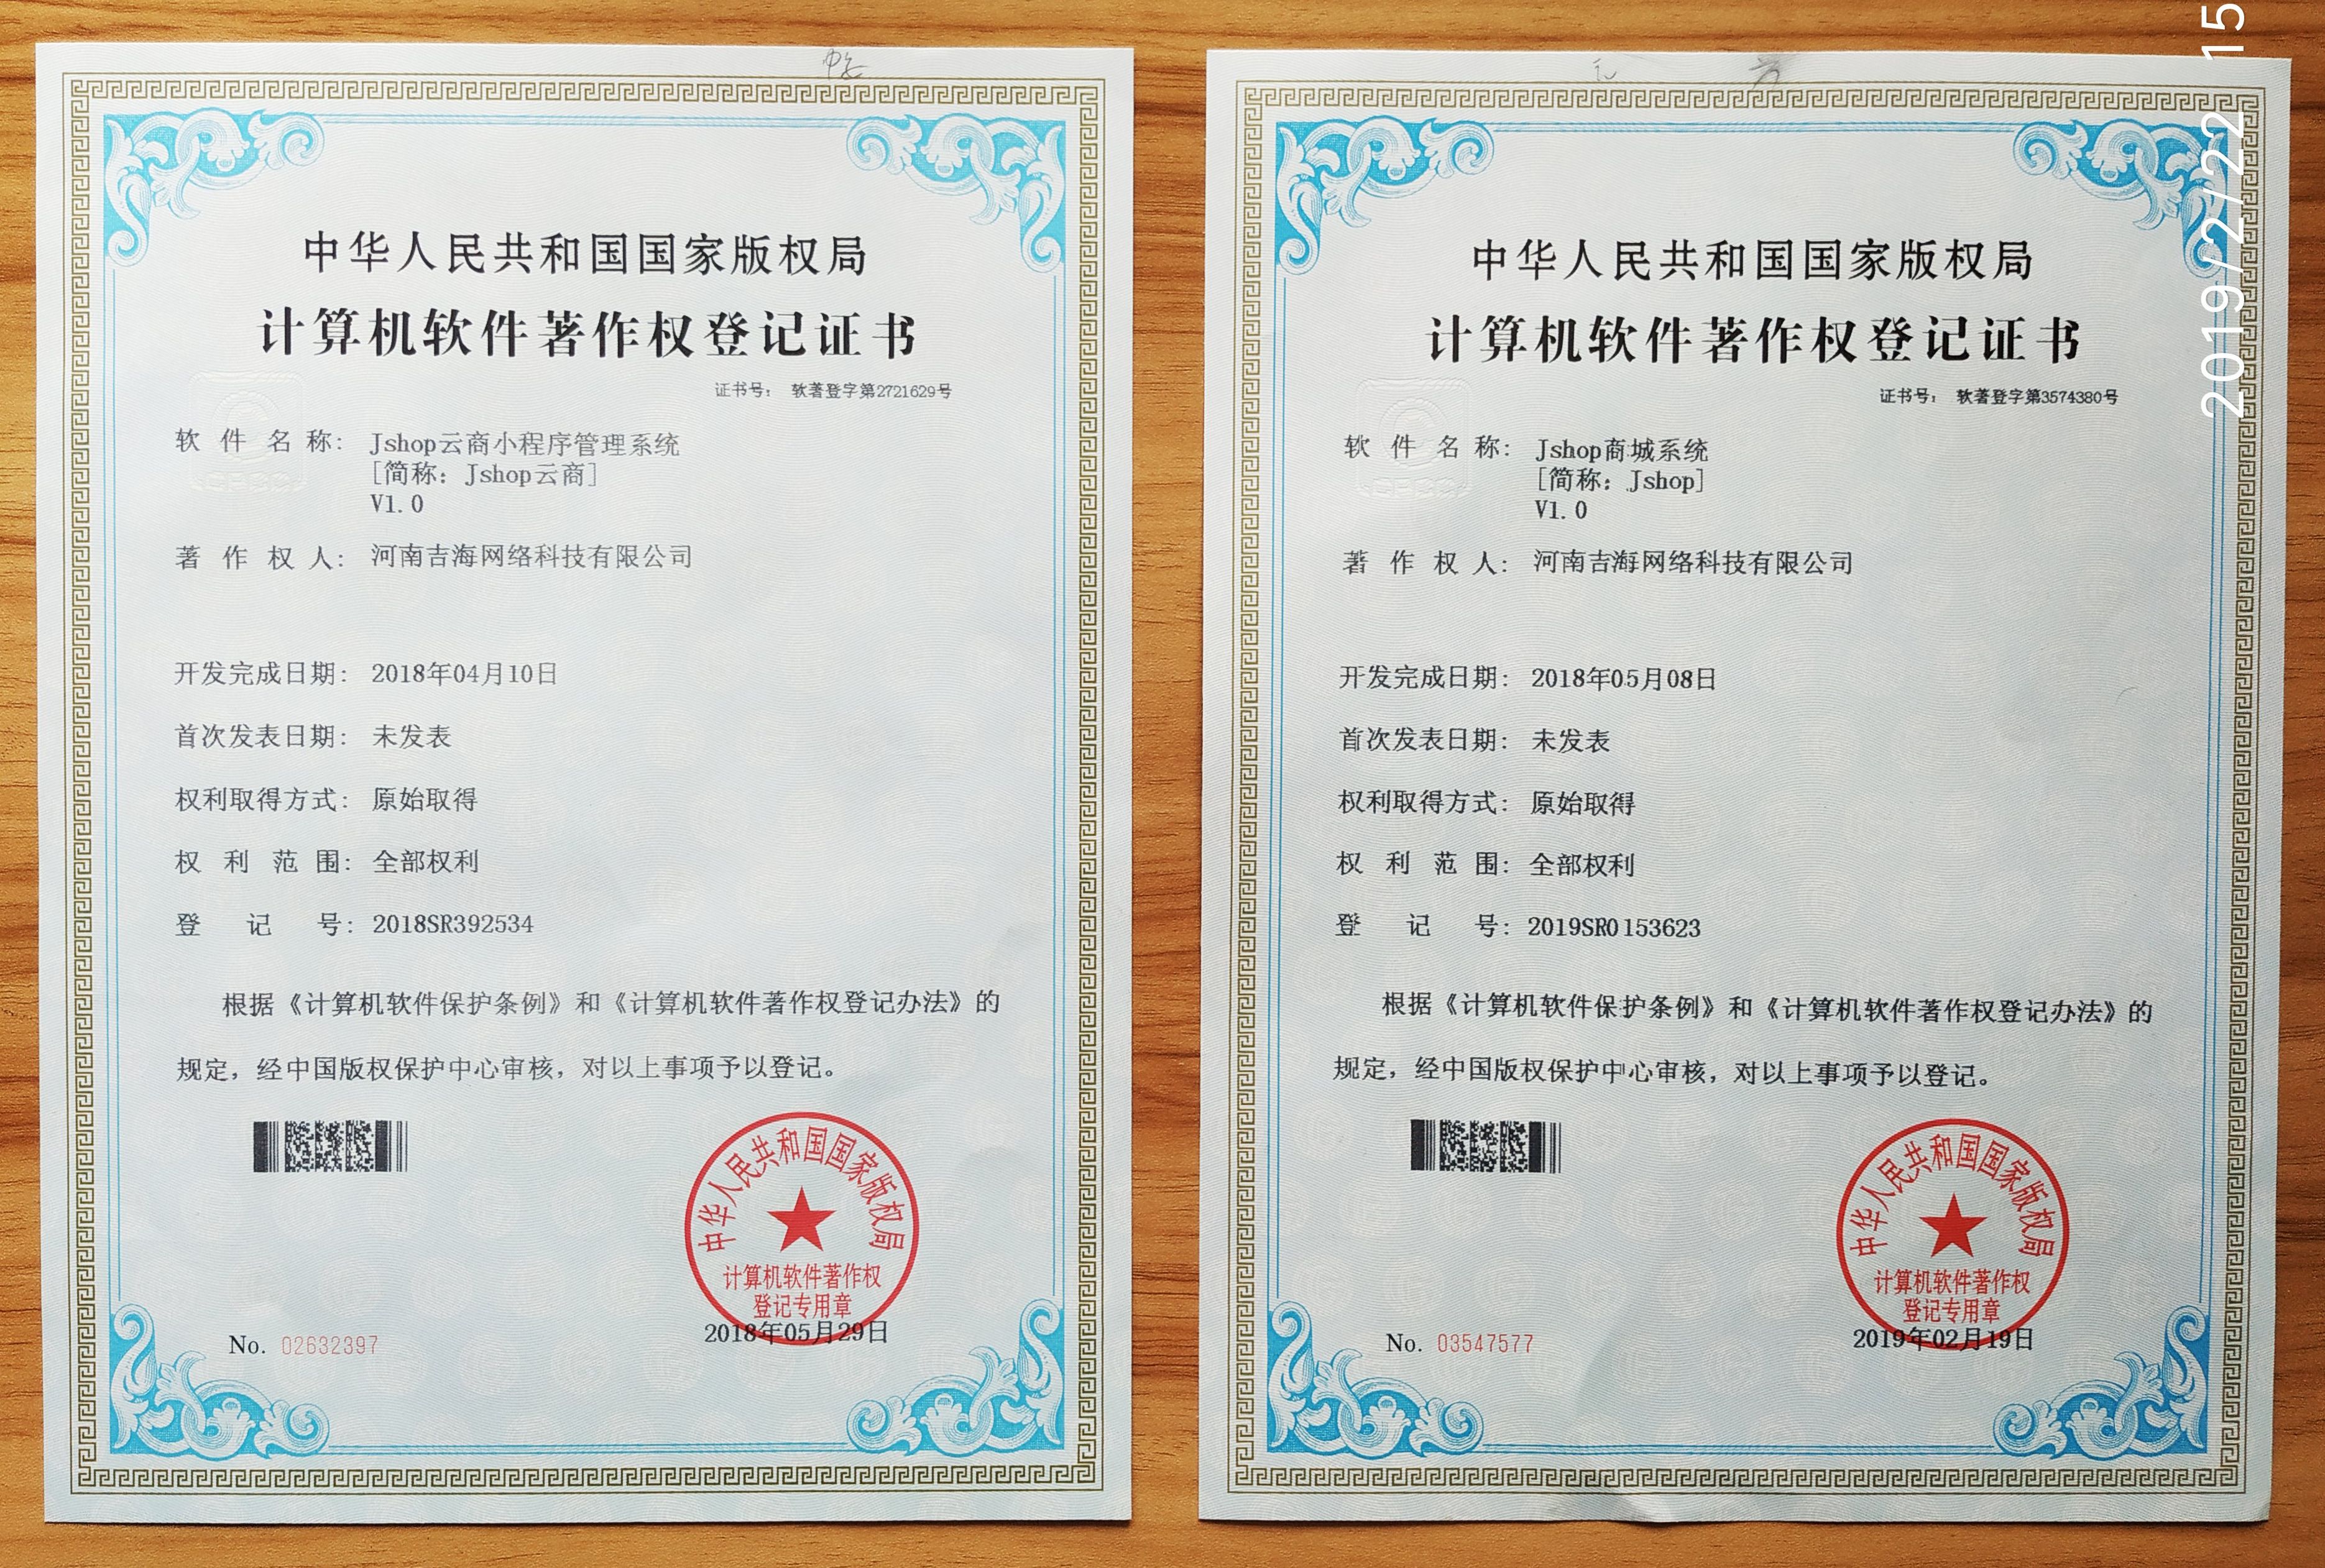 中华人民共和国国家版权局
计算机软件著作权登记证书
证书号： 软著登字第2721629号
软件名称： Jshop云商小程序管理系统
[简称：Jshop云商]
V1.0
著作权人： 河南吉海网络科技有限公司
开发完成日期： 2018年04月10日
首次发表日期： 未发表
权利取得方式： 原始取得
权利范围： 全部权利
登记号： 2018SR392534
根据《计算机软件保护条例》和《计算机软件著作权登记办法》的
规定，经中国版权保护中心审核，对以上事项予以登记。
中华人民共和国国家版权局
计算机软件著作权
登记专用章
2018年05月29日
No. 02632397
中华人民共和国国家版权局
计算机软件著作权登记证书
证书号： 软著登字第3574380号
软件名称： Jshop商城系统
[简称：Jshop]
V1.0
著作权人： 河南吉海网络科技有限公司
开发完成日期： 2018年05月08日
首次发表日期： 未发表
权利取得方式： 原始取得
权利范围： 全部权利
登记号： 2019SR0153623
根据《计算机软件保护条例》和《计算机软件著作权登记办法》的
规定，经中国版权保护中心审核，对以上事项予以登记。
中华人民共和国国家版权局
计算机软件著作权
登记专用章
2019年02月19日
No. 03547577
2019/2/22 15